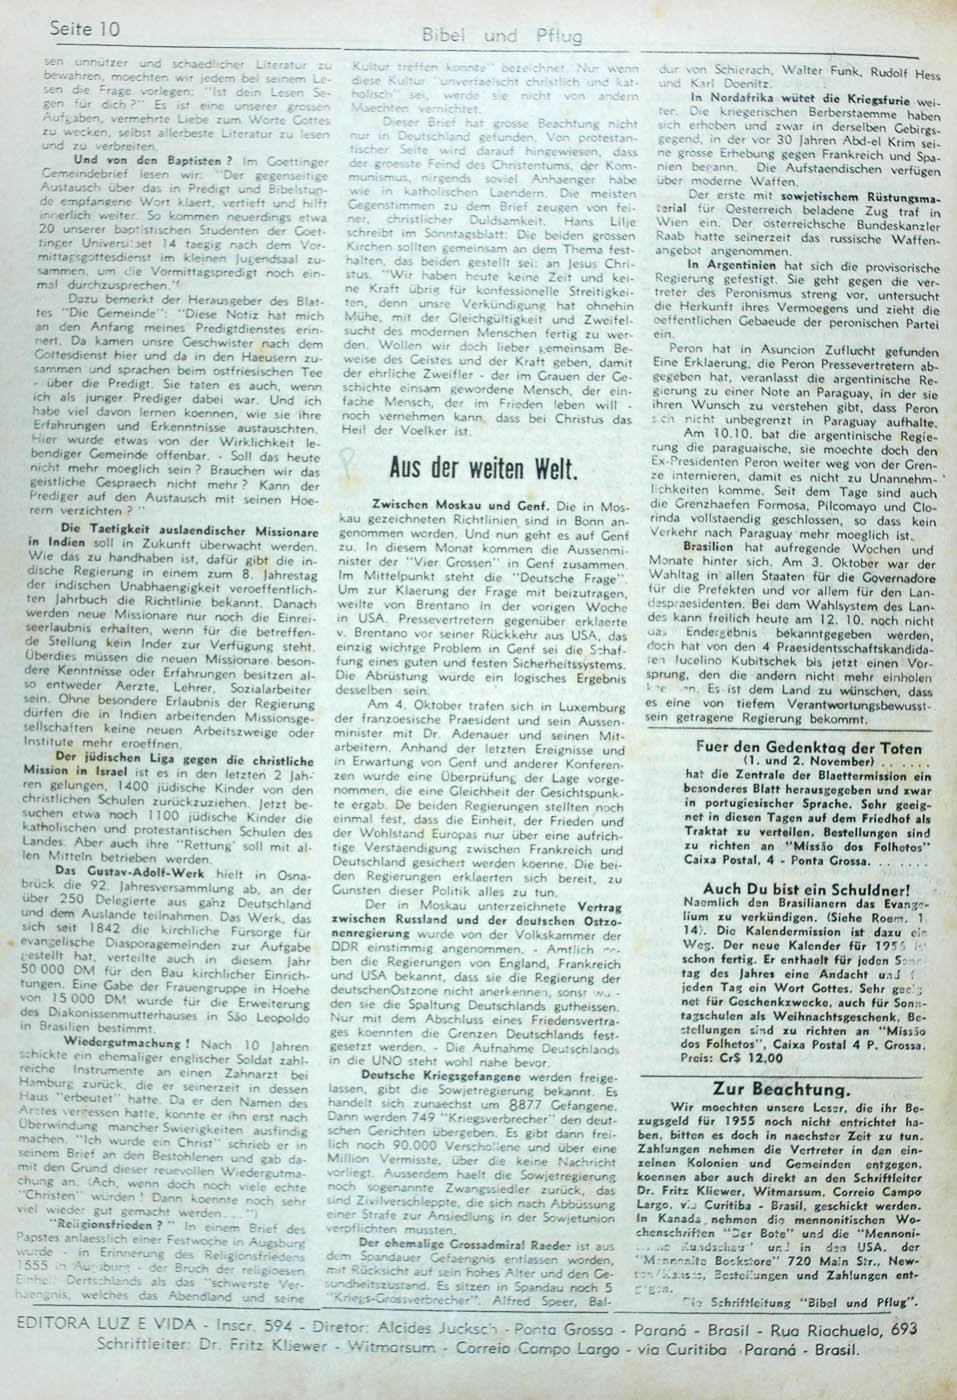 Seite 10
Bibel und Pflug
sen unnützer und schaedlicher Literatur zu
bewahren, moechten wir jedem bei seinem Le-
sen die Frage vorlegen: "Ist dein Lesen Se-
gen für dich?" Es ist eine unserer grossen
Aufgaben, vermehrte Liebe zum Worte Gottes
zu wecken, selbst allerbeste Literatur zu lesen
und zu verbreiten.
Und von den Baptisten? Im Goettinger
Gemeindebrief lesen wir: "Der gegenseitige
Austausch über das in Predigt und Bibelstun-
de empfangene Wort klaert, vertieft und hilft
innerlich weiter. So kommen neuerdings etwa
20 unserer baptistischen Studenten der Goet-
tinger Universitaet 14 taegig nach dem Vor-
mittagsgottesdienst im kleinen Jugendsaal zu-
sammen, um die Vormittagspredigt noch ein-
mal durchzusprechen."
Dazu bemerkt der Herausgeber des Blat-
tes "Die Gemeinde": "Diese Notiz hat mich
an den Anfang meines Predigtdienstes erin-
nert. Da kamen unsre Geschwister nach dem
Gottesdienst hier und da in den Haeusern zu-
sammen und sprachen beim ostfriesischen Tee
- über die Predigt. Sie taten es auch, wenn
ich als junger Prediger dabei war. Und ich
habe viel davon lernen koennen, wie sie ihre
Erfahrungen und Erkenntnisse austauschten.
Hier wurde etwas von der Wirklichkeit le-
bendiger Gemeinde offenbar. - Soll das heute
nicht mehr moeglich sein? Brauchen wir das
geistliche Gespraech nicht mehr? Kann der
Prediger auf den Austausch mit seinen Hoe-
rern verzichten?"
Die Taetigkeit auslaendischer Missionare
in Indien soll in Zukunft überwacht werden.
Wie das zu handhaben ist, dafür gibt die in-
dische Regierung in einem zum 8. Jahrestag
der indischen Unabhaengigkeit veroeffentlich-
ten Jahrbuch die Richtlinie bekannt. Danach
werden neue Missionare nur noch die Einrei-
seerlaubnis erhalten, wenn für die betreffen-
de Stellung kein Inder zur Verfügung steht.
Überdies müssen die neuen Missionare beson-
dere Kenntnisse oder Erfahrungen besitzen al-
so entweder Aerzte, Lehrer, Sozialarbeiter
sein. Ohne besondere Erlaubnis der Regierung
dürfen die in Indien arbeitenden Missionsge-
sellschaften keine neuen Arbeitszweige oder
Institute mehr eroeffnen.
Der jüdischen Liga gegen die christliche
Mission in Israel ist es in den letzten 2 Jah-
ren gelungen, 1400 jüdische Kinder von den
christlichen Schulen zurückzuziehen. Jetzt be-
suchen etwa noch 1100 jüdische Kinder die
katholischen und protestantischen Schulen des
Landes. Aber auch ihre "Rettung' soll mit al-
len Mitteln betrieben werden.
Das Gustav-Adolf-Werk hielt in Osna-
brück die 92. Jahresversammlung ab, an der
über 250 Delegierte aus ganz Deutschland
und dem Auslande teilnahmen. Das Werk, das
sich seit 1842 die kirchliche Fürsorge für
evangelische Diasporagemeinden zur Aufgabe
gestellt hat, verteilte auch in diesem Jahr
50 000 DM für den Bau kirchlicher Einrich-
tungen. Eine Gabe der Frauengruppe in Hoehe
von 15 000 DM wurde für die Erweiterung
des Diakonissenmutterhauses in São Leopoldo
in Brasilien bestimmt.
Wiedergutmachung! Nach 10 Jahren
schickte ein ehemaliger englischer Soldat zahl-
reiche Instrumente an einen Zahnarzt bei
Hamburg zurück, die er seinerzeit in dessen
Haus "erbeutet" hatte. Da er den Namen des
Arztes vergessen hatte, konnte er ihn erst nach
Überwindung mancher Swierigkeiten ausfindig
machen. "Ich wurde ein Christ" schrieb er in
seinem Brief an den Bestohlenen und gab da-
mit den Grund dieser reuevollen Wiedergutma-
chung an. (Ach, wenn doch noch viele echte
"Christen" würden! Dann koennte noch sehr
viel wieder gut gemacht werden...")
"Religionsfrieden?" In einem Brief des
Papstes anlaesslich einer Festwoche in Augsburg
wurde - in Erinnerung des Religionsfriedens
1555 in Augsburg - der Bruch der religioesen
Einheit Deutschlands als das "schwerste Ver-
haengnis, welches das Abendland und seine
Kultur treffen konnte" bezeichnet. Nur wenn
diese Kultur "unverfaelscht christlich und kat-
holisch" sei, werde sie nicht von andern
Maechten vernichtet.
Dieser Brief hat grosse Beachtung nicht
nur in Deutschland gefunden. Von protestan-
tischer Seite wird darauf hingewiesen, dass
der groesste Feind des Christentums, der Kom-
munismus, nirgends soviel Anhaenger habe
wie in katholischen Laendern. Die meisten
Gegenstimmen zu dem Brief zeugen von fei-
ner, christlicher Duldsamkeit. Hans Lilje
schreibt im Sonntagsblatt: Die beiden grossen
Kirchen sollten gemeinsam an dem Thema fest-
halten, das beiden gestellt sei: an Jesus Chri-
stus. "Wir haben heute keine Zeit und kei-
ne Kraft übrig für konfessionelle Streitigkei-
ten, denn unsre Verkündigung hat ohnehin
Mühe, mit der Gleichgültigkeit und Zweifel-
sucht des modernen Menschen fertig zu wer-
den. Wollen wir doch lieber gemeinsam Be-
weise des Geistes und der Kraft geben, damit
der ehrliche Zweifler - der im Grauen der Ge-
schichte einsam gewordene Mensch, der ein-
fache Mensch, der im Frieden leben will -
noch vernehmen kann, dass bei Christus das
Heil der Voelker ist.
Aus der weiten Welt.
Zwischen Moskau und Genf. Die in Mos-
kau gezeichneten Richtlinien sind in Bonn an-
genommen worden. Und nun geht es auf Genf
zu. In diesem Monat kommen die Aussenmi-
nister der "Vier Grossen" in Genf zusammen.
Im Mittelpunkt steht die "Deutsche Frage".
Um zur Klaerung der Frage mit beizutragen,
weilte von Brentano in der vorigen Woche
in USA. Pressevertretern gegenüber erklaerte
v. Brentano vor seiner Rückkehr aus USA, das
einzig wichtge Problem in Genf sei die Schaf-
fung eines guten und festen Sicherheitssystems.
Die Abrüstung würde ein logisches Ergebnis
desselben sein.
Am 4. Oktober trafen sich in Luxemburg
der franzoesische Praesident und sein Aussen-
minister mit Dr. Adenauer und seinen Mit-
arbeitern. Anhand der letzten Ereignisse und
in Erwartung von Genf und anderer Konferen-
zen wurde eine Überprüfung der Lage vorge-
nommen, die eine Gleichheit der Gesichtspunk-
te ergab. De beiden Regierungen stellten noch
einmal fest, dass die Einheit, der Frieden und
der Wohlstand Europas nur über eine aufrich-
tige Verstaendigung zwischen Frankreich und
Deutschland gesichert werden koenne. Die bei-
den Regierungen erklaerten sich bereit, zu
Gunsten dieser Politik alles zu tun.
Der in Moskau unterzeichnete Vertrag
zwischen Russland und der deutschen Ostzo-
nenregierung wurde von der Volkskammer der
DDR einstimmig angenommen. - Amtlich ge-
ben die Regierungen von England, Frankreich
und USA bekannt, dass sie die Regierung der
deutschenOstzone nicht anerkennen, sonst wu-
den sie die Spaltung Deutschlands gutheissen.
Nur mit dem Abschluss eines Friedensvertra-
ges koennten die Grenzen Deutschlands fest-
gesetzt werden. - Die Aufnahme Deutschlands
in die UNO steht wohl nahe bevor.
Deutsche Kriegsgefangene werden freige-
lassen, gibt die Sowjetregierung bekannt. Es
handelt sich zunaechst um 8877 Gefangene.
Dann werden 749 "Kriegsverbrecher" den deut-
schen Gerichten übergeben. Es gibt dann frei-
lich noch 90.000 Verschollene und über eine
Million Vermisste, über die keine Nachricht
vorliegt. Ausserdem haelt die Sowjetregierung
noch sogenannte Zwangssiedler zurück, das
sind Zivilverschleppte, die sich nach Abbüssung
einer Strafe zur Ansiedlung in der Sowjetunion
verpflichten mussten.
Der ehemalige Grossadmiral Raeder ist aus
dem Spandauer Gefaengnis entlassen worden,
mit Rücksicht auf sein hohes Alter und den Ge-
sundheitszustand. Es sitzen in Spandau noch 5
"Kriegs-Grossverbrecher", Alfred Speer, Bal-
dur von Schierach, Walter Funk, Rudolf Hess
und Karl Doenitz.
In Nordafrika wütet die Kriegsfurie wei-
ter. Die kriegerischen Berberstaemme haben
sich erhoben und zwar in derselben Gebirgs-
gegend, in der vor 30 Jahren Abd-el Krim sei-
ne grosse Erhebung gegen Frankreich und Spa-
nien begann. Die Aufstaendischen verfügen
über moderne Waffen.
Der erste mit sowjetischem Rüstungsma-
terial für Oesterreich beladene Zug traf in
Wien ein. Der osterreichsche Bundeskanzler
Raab hatte seinerzeit das russische Waffen-
angebot angenommen.
In Argentinien hat sich die provisorische
Regierung gefestigt. Sie geht gegen die ver-
treter des Peronismus streng vor, untersucht
die Herkunft ihres Vermoegens und zieht die
oeffentlichen Gebaeude der peronischen Partei
ein.
Peron hat in Asuncion Zuflucht gefunden
Eine Erklaerung, die Peron Pressevertretern ab-
gegeben hat, veranlasst die argentinische Re-
gierung zu einer Note an Paraguay, in der sie
ihren Wunsch zu verstehen gibt, dass Peron
sich nicht unbegrenzt in Paraguay aufhalte.
Am 10.10. bat die argentinische Regie-
rung die paraguaische, sie moechte doch den
Ex-Presidenten Peron weiter weg von der Gren-
ze internieren, damit es nicht zu Unannehm-
lichkeiten komme. Seit dem Tage sind auch
die Grenzhaefen Formosa, Pilcomayo und Clo-
rinda vollstaendig geschlossen, so dass kein
Verkehr nach Paraguay mehr moeglich ist.
Brasilien hat aufregende Wochen und
Monate hinter sich. Am 3. Oktober war der
Wahltag in allen Staaten für die Governadore
für die Prefekten und vor allem für den Lan-
despraesidenten. Bei dem Wahlsystem des Lan-
des kann freilich heute am 12. 10. noch nicht
das Endergebnis bekanntgegeben werden,
doch hat von den 4 Praesidentsschaftskandida-
ten Jucelino Kubitschek bis jetzt einen Vor-
sprung, den die andern nicht mehr einholen
Es ist dem Land zu wünschen, dass
es eine von tiefem Verantwortungsbewusst-
sein getragene Regierung bekommt.
Fuer den Gedenktag der Toten
(1. und 2. November) . . . . . .
hat die Zentrale der Blaettermission ein
besonderes Blatt herausgegeben und zwar
in portugiesischer Sprache. Sehr geeig-
net in diesen Tagen auf dem Friedhof als
Traktat zu verteilen. Bestellungen sind
zu richten an "Missão dos Folhetos"
Caixa Postal, 4 - Ponta Grossa. . . . . . .
Auch Du bist ein Schuldner!
Naemlich den Brasilianern das Evange-
lium zu verkündigen. (Siehe Roem. 1,
14). Die Kalendermission ist dazu ein
Weg. Der neue Kalender für 1956 ist
schon fertig. Er enthaelt für jeden Sonn-
tag des Jahres eine Andacht und f
jeden Tag ein Wort Gottes. Sehr geeig
net für Geschenkzwecke, auch für Sonn-
tagschulen als Weihnachtsgeschenk, Be-
stellungen sind zu richten an "Missão
dos Folhetos", Caixa Postal 4 P. Grossa.
Preis: Cr$ 12,00
Zur Beachtung.
Wir moechten unsere Leser, die ihr Be-
zugsgeld für 1955 noch nicht entrichtet ha-
ben, bitten es doch in naechster Zeit zu tun.
Zahlungen nehmen die Vertreter in den ein-
zelnen Kolonien und Gemeinden entgegen,
koennen aber auch direkt an den Schriftleiter
Dr. Fritz Kliewer, Witmarsum, Correio Campo
Largo, via Curitiba - Brasil, geschickt werden.
In Kanada nehmen die mennonitischen Wo-
chenschriften "Der Bote" und die "Mennoni-
Rundschau" und in den USA. der
"Mennonite Bookstore" 720 Main Str., New-
ton/Kansas, Bestellungen und Zahlungen ent-
gegen.
Die Schriftleitung "Bibel und Pflug".
EDITORA LUZ E VIDA - Inscr. 594 - Diretor: Alcides Jucksch - Ponta Grossa - Paraná - Brasil - Rua Riachuelo, 693
Schriftleiter: Dr. Fritz Kliewer - Witmarsum - Correio Campo Largo - via Curitiba - Paraná - Brasil.